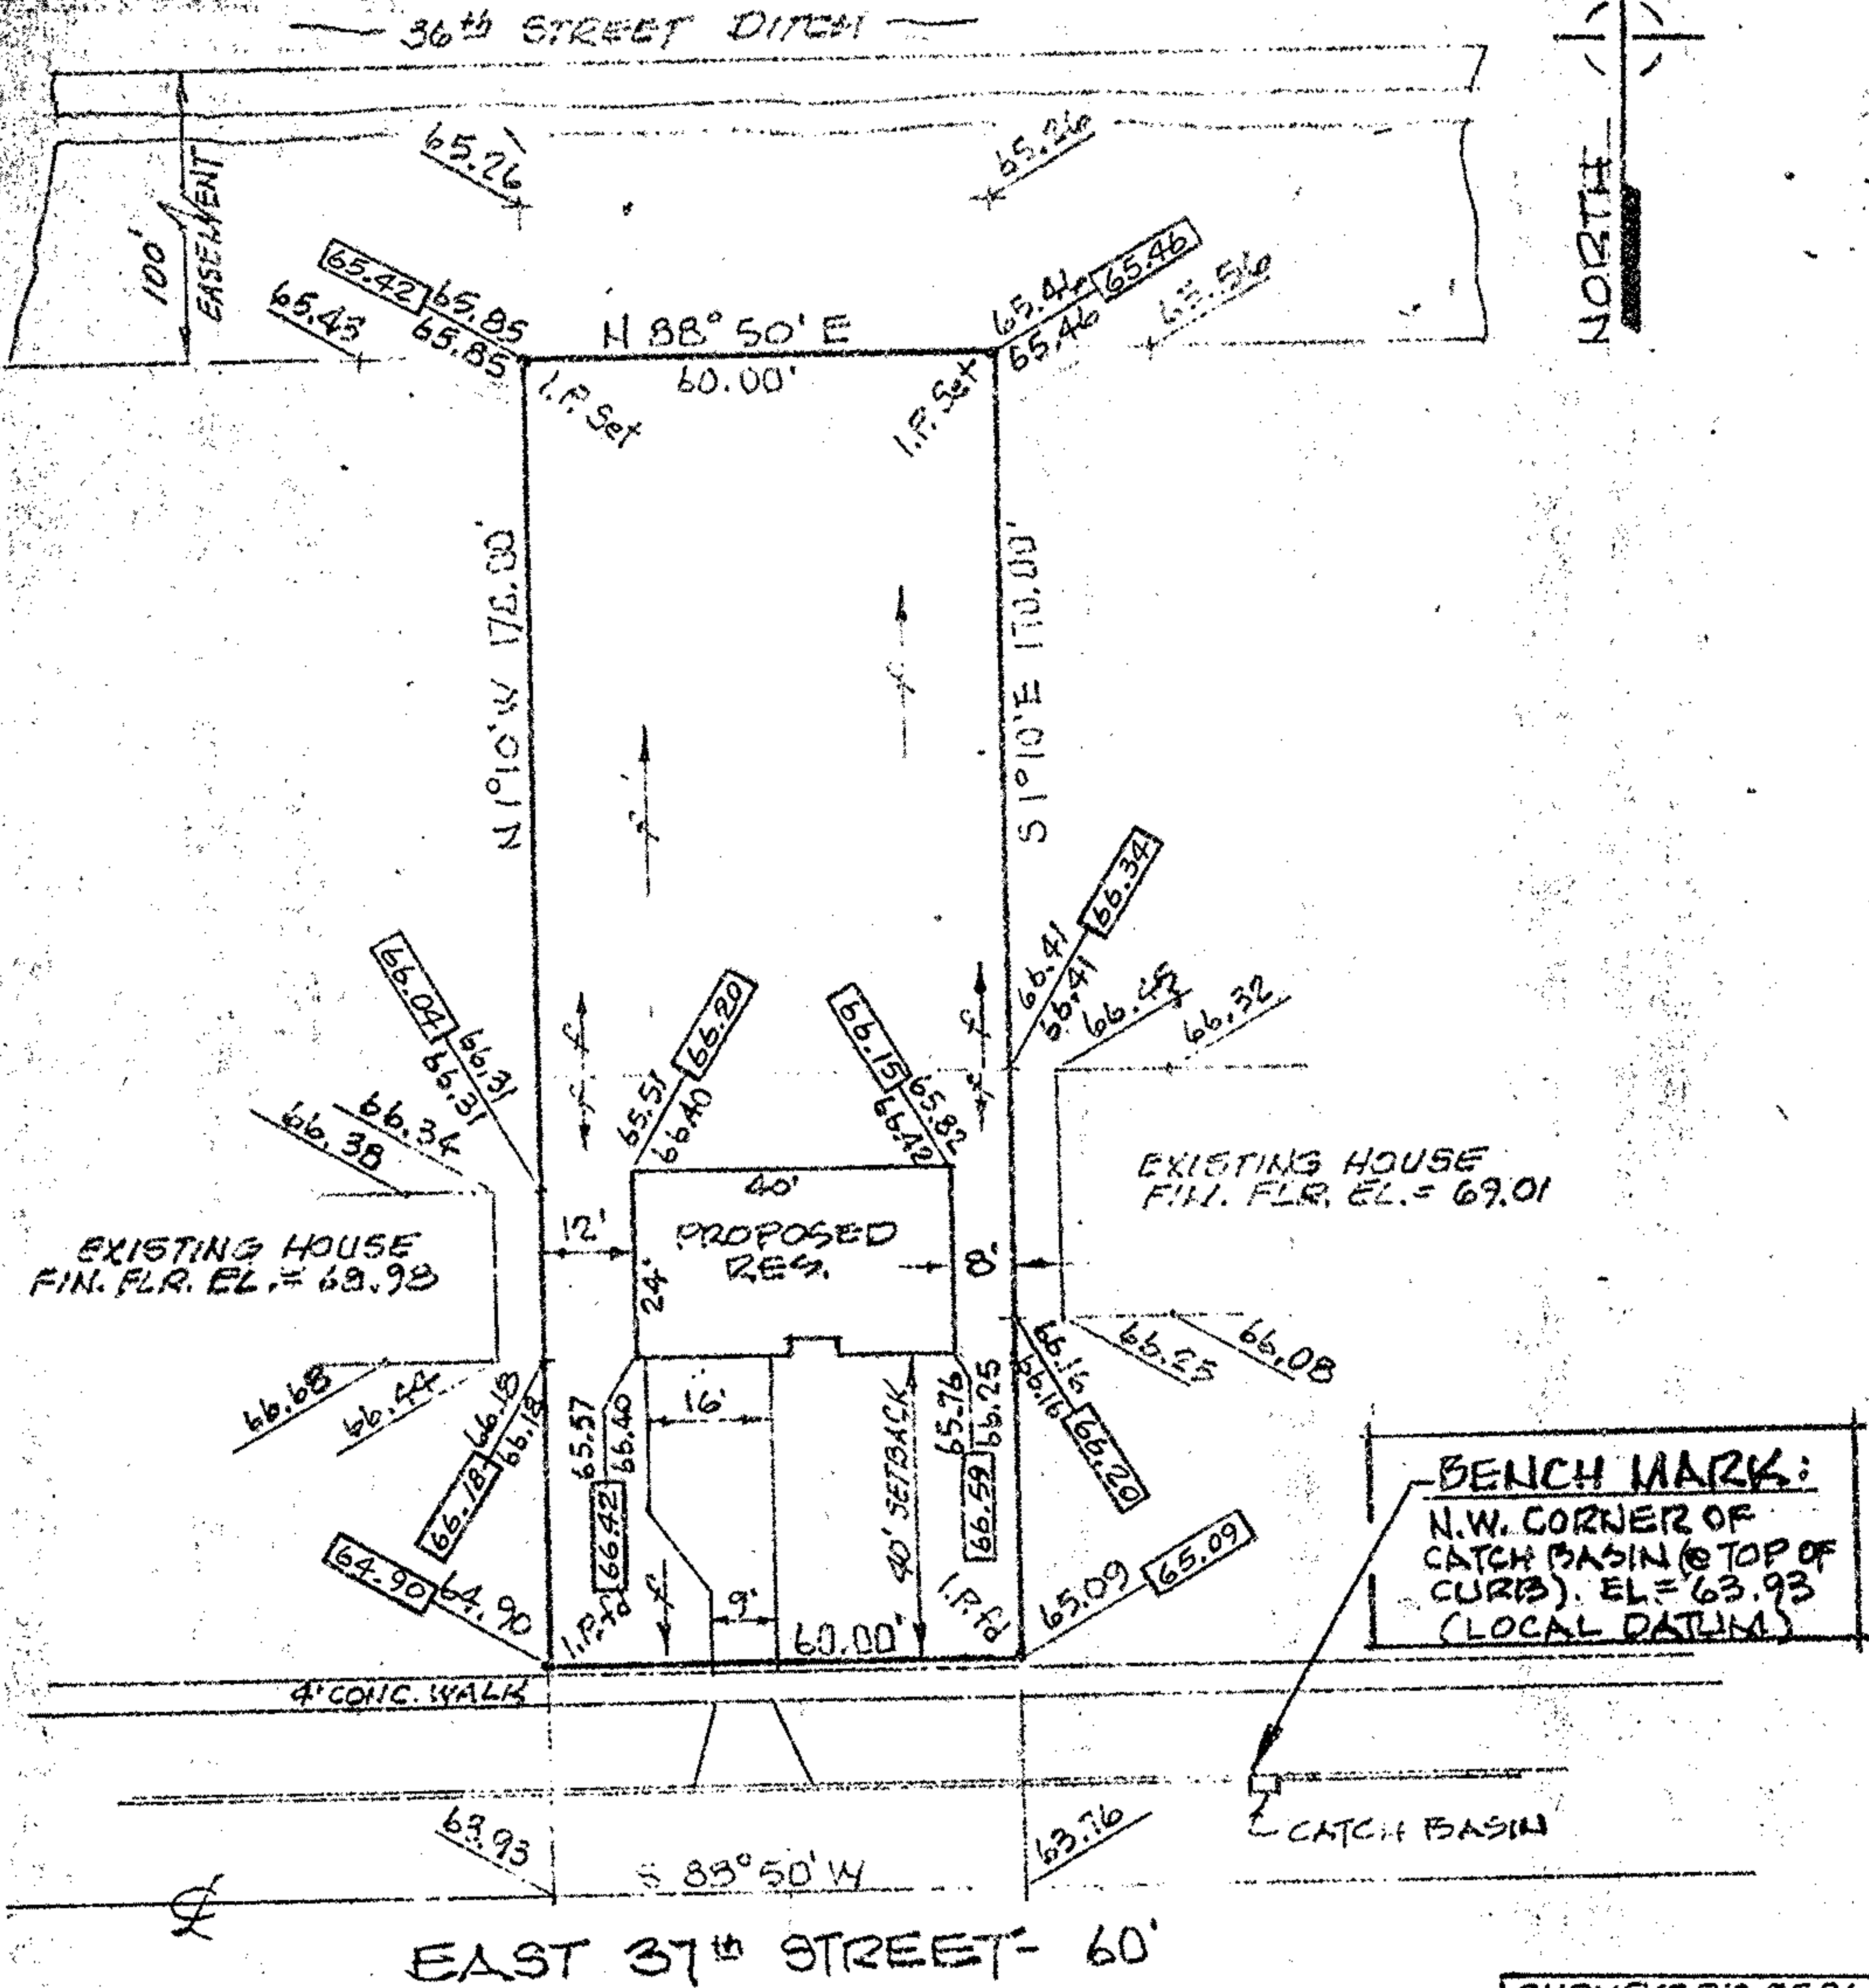 36th STREET DITCH
NORTH
100'
EASEMENT
65.26
65.26
65.42
65.85
65.85
65.43
65.46
65.46
65.46
65.56
N 88° 50' E
60.00'
I.P. Set
I.P. Set
N 1°10' W
S 1°10' E 170.00'
66.04
66.31
66.31
66.34
66.38
66.20
65.51
66.40
66.15
65.82
66.42
66.34
66.41
66.41
66.45
66.32
EXISTING HOUSE
FIN. FLR. EL. = 68.98
12'
40'
PROPOSED
RES.
24'
8'
EXISTING HOUSE
FIN. FLR. EL. = 69.01
66.68
66.44
66.18
66.18
66.18
65.57
66.40
66.42
16'
40' SETBACK
65.76
66.25
66.59
66.16
66.16
66.20
66.25
66.08
64.90
64.90
I.P. fd
f
9'
60.00'
I.P. fd
65.09
65.09
BENCH MARK:
N.W. CORNER OF
CATCH BASIN (@ TOP OF
CURB). EL = 63.93
(LOCAL DATUM)
4' CONC. WALK
CATCH BASIN
63.93
63.76
S 88° 50' W
EAST 37th STREET - 60'